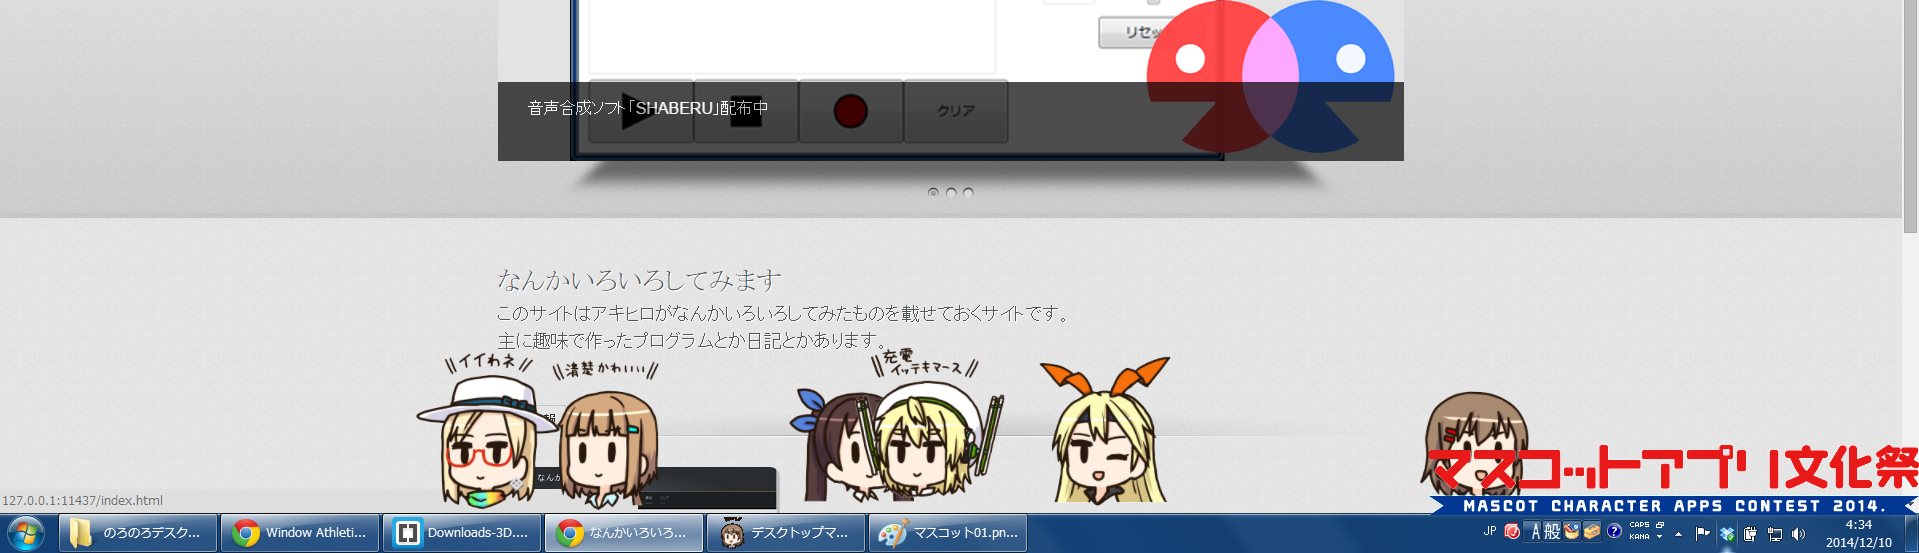 リセッ
クリア
音声合成ソフト「SHABERU」配布中
なんかいろいろしてみます
このサイトはアキヒロがなんかいろいろしてみたものを載せておくサイトです。
主に趣味で作ったプログラムとか日記とかあります。
イイわネ
清楚かわいい
充電
イッテキマース
報
なんか
マスコットアプリ文化祭
MASCOT CHARACTER APPS CONTEST 2014.
127.0.0.1:11437/index.html
のろのろデスク...
Window Athleti...
Downloads-3D....
なんかいろいろ...
デスクトップマ...
マスコット01.pn...
JP
A 般
CAPS
KANA
4:34
2014/12/10